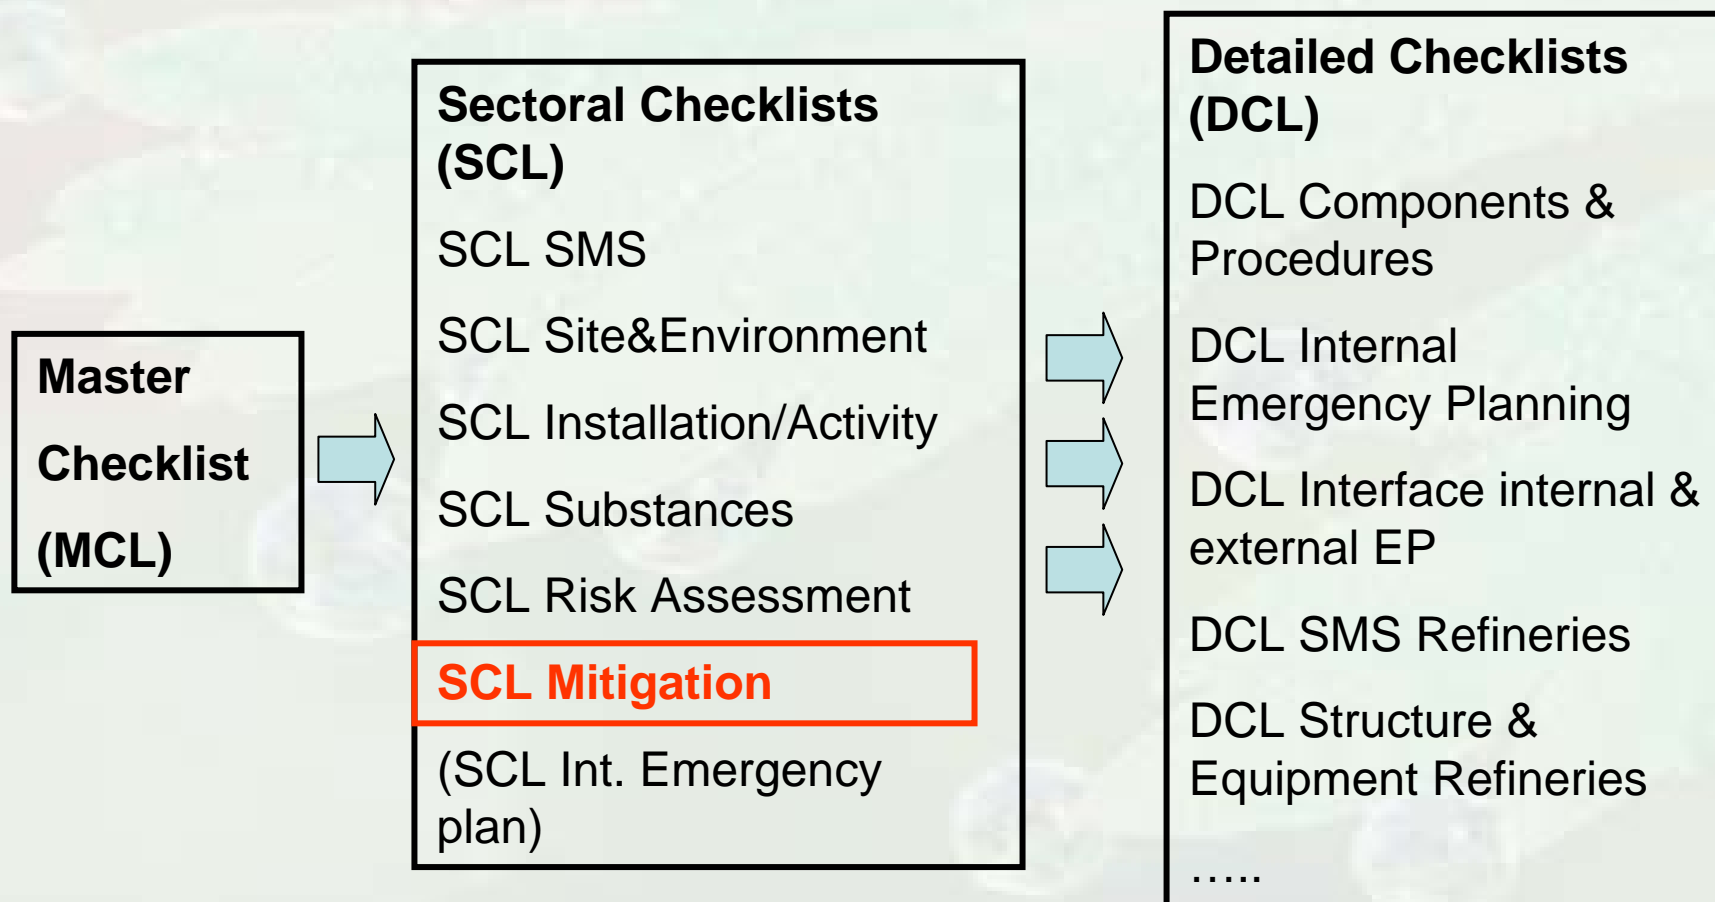 Master
Checklist
(MCL)
Sectoral Checklists
(SCL)
SCL SMS
SCL Site&Environment
SCL Installation/Activity
SCL Substances
SCL Risk Assessment
SCL Mitigation
(SCL Int. Emergency
plan)
Detailed Checklists
(DCL)
DCL Components &
Procedures
DCL Internal
Emergency Planning
DCL Interface internal &
external EP
DCL SMS Refineries
DCL Structure &
Equipment Refineries
…..